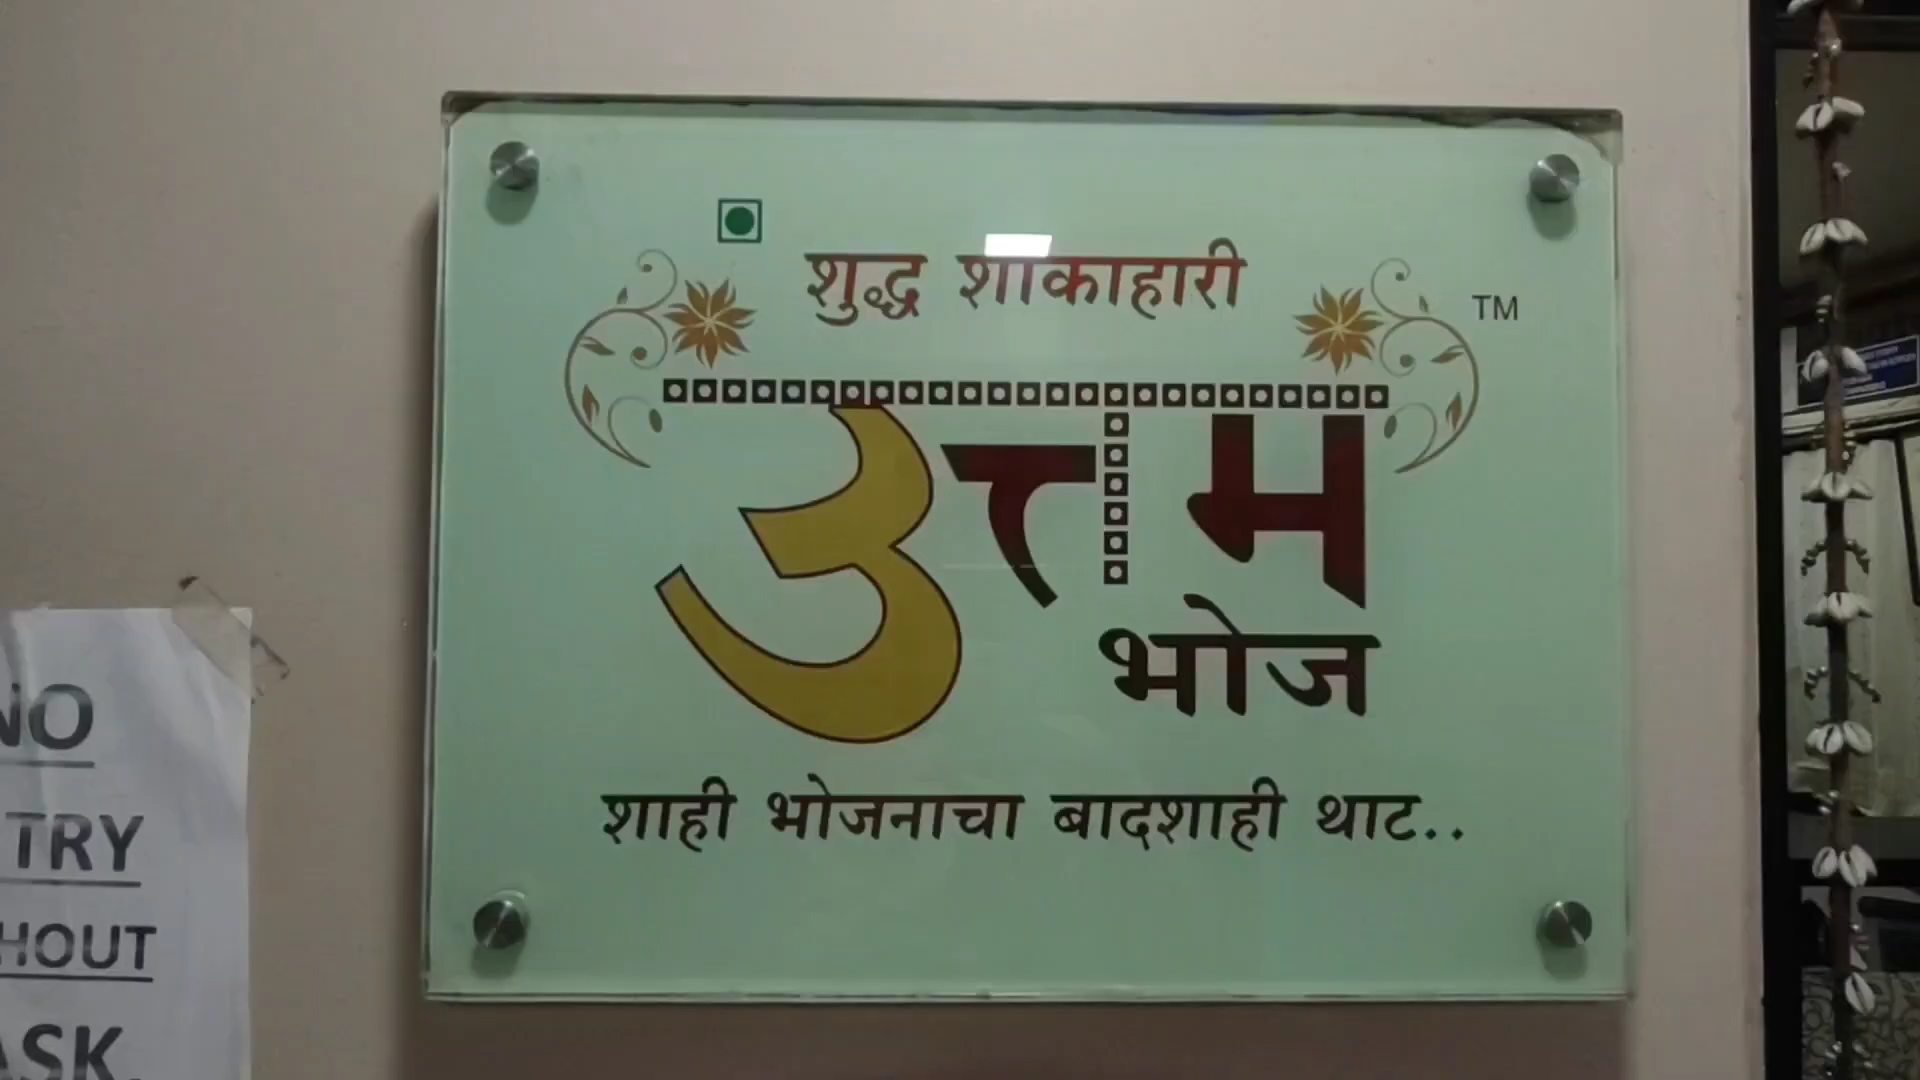 शुद्ध शाकाहारी
TM
उत्तम
भोज
शाही भोजनाचा बादशाही थाट..
NO
TRY
HOUT
ASK.